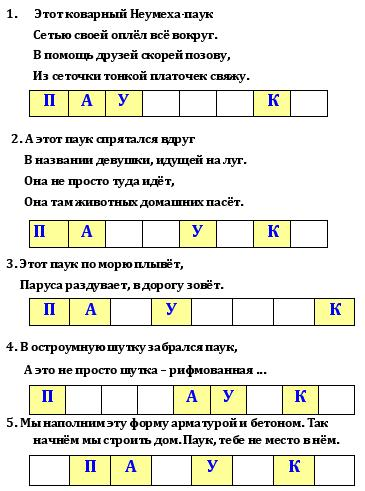 1. Этот коварный Неумеха-паук
Сетью своей оплёл всё вокруг.
В помощь друзей скорей позову,
Из сеточки тонкой платочек свяжу.
П А У К
2. А этот паук спрятался вдруг
В названии девушки, идущей на луг.
Она не просто туда идёт,
Она там животных домашних пасёт.
П А У К
3. Этот паук по морю плывёт,
Паруса раздувает, в дорогу зовёт.
П А У К
4. В остроумную шутку забрался паук,
А это не просто шутка – рифмованная ...
П А У К
5. Мы наполним эту форму арматурой и бетоном. Так
начнём мы строить дом. Паук, тебе не место в нём.
П А У К